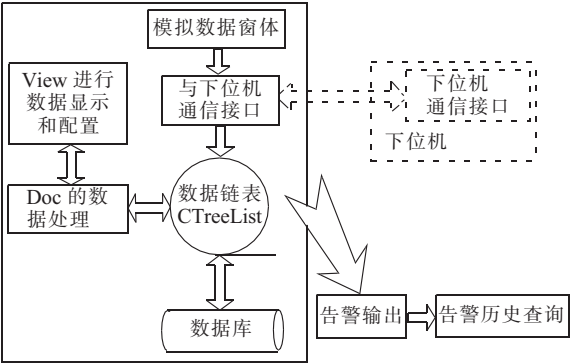 模拟数据窗体
View 进行
数据显示
和配置
与下位机
通信接口
下位机
通信接口
下位机
Doc 的数
据处理
数据链表
CTreeList
数据库
告警输出
告警历史查询